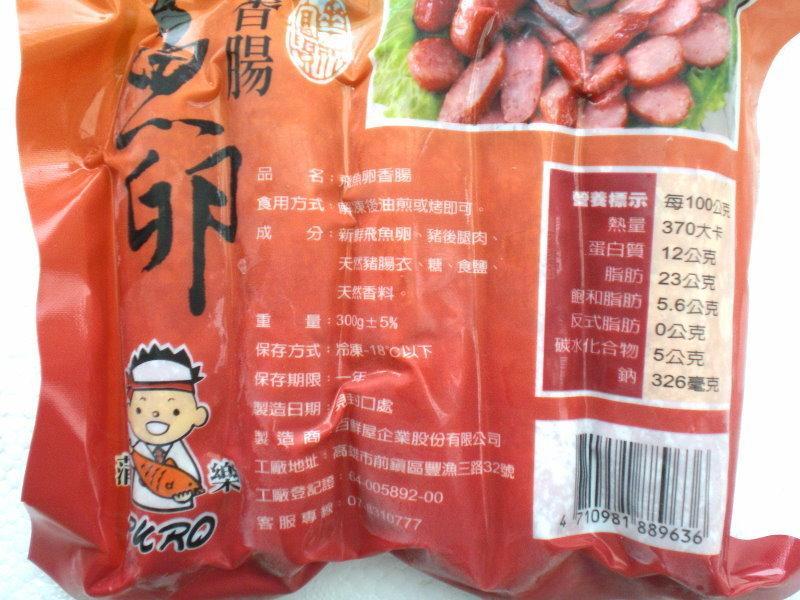 香腸
魚卵
品名：飛魚卵香腸
食用方式：解凍後油煎或烤即可。
成分：新鮮飛魚卵、豬後腿肉、
天然豬腸衣、糖、食鹽、
天然香料。
重量：300g±5%
保存方式：冷凍-18℃以下
保存期限：一年
製造日期：見封口處
製造商：百鮮屋企業股份有限公司
工廠地址：高雄市前鎮區豐漁三路32號
工廠登記證：64-005892-00
客服專線：07-8310777
營養標示 每100公克
熱量 370大卡
蛋白質 12公克
脂肪 23公克
飽和脂肪 5.6公克
反式脂肪 0公克
碳水化合物 5公克
鈉 326毫克
4 710981 889636
樂